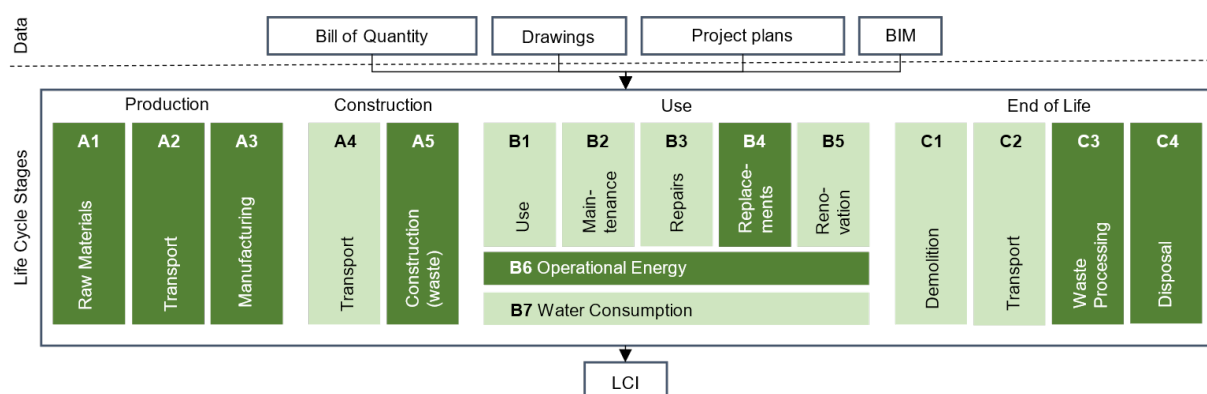 Data
Bill of Quantity
Drawings
Project plans
BIM
Life Cycle Stages
Production
Construction
Use
End of Life
A1
Raw Materials
A2
Transport
A3
Manufacturing
A4
Transport
A5
Construction
(waste)
B1
Use
B2
Main-
tenance
B3
Repairs
B4
Replace-
ments
B5
Reno-
vation
B6 Operational Energy
B7 Water Consumption
C1
Demolition
C2
Transport
C3
Waste
Processing
C4
Disposal
LCI